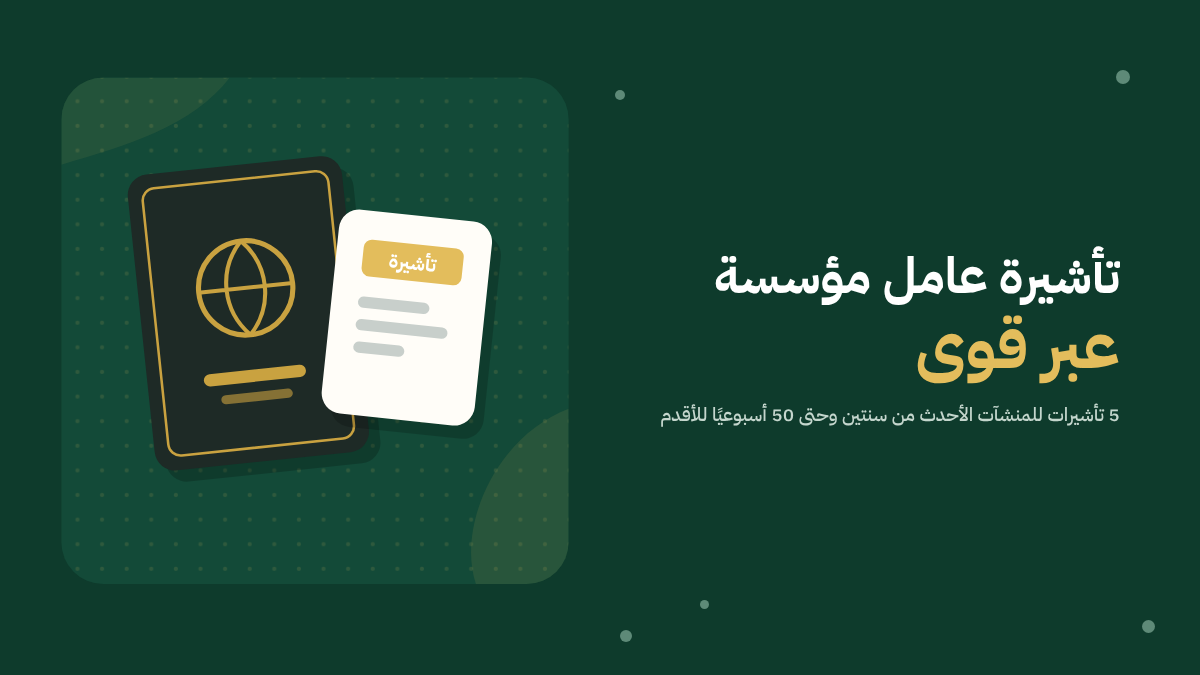 تأشيرة عامل مؤسسة
عبر قوى
5 تأشيرات للمنشآت الأحدث من سنتين وحتى 50 أسبوعيًا للأقدم
تأشيرة